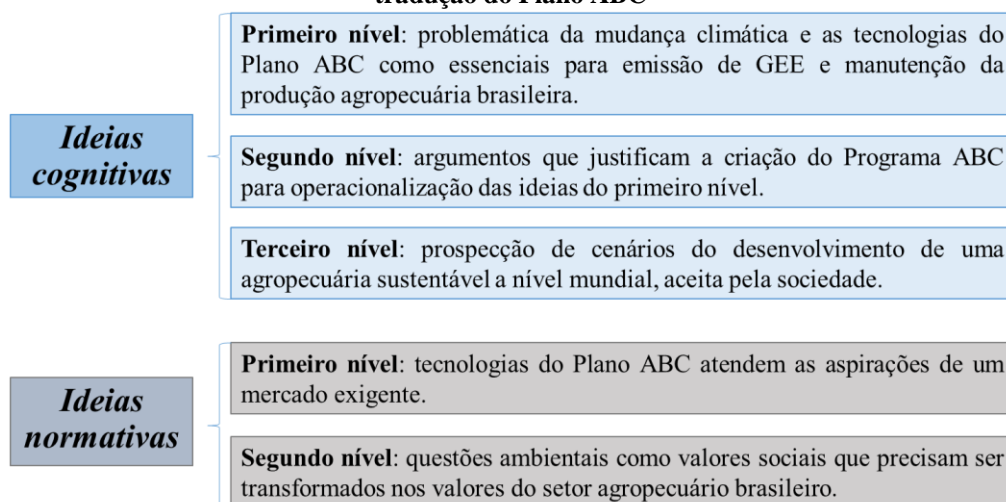 tradução do Plano ABC
Primeiro nível: problemática da mudança climática e as tecnologias do
Plano ABC como essenciais para emissão de GEE e manutenção da
produção agropecuária brasileira.
Ideias
cognitivas
Segundo nível: argumentos que justificam a criação do Programa ABC
para operacionalização das ideias do primeiro nível.
Terceiro nível: prospecção de cenários do desenvolvimento de uma
agropecuária sustentável a nível mundial, aceita pela sociedade.
Primeiro nível: tecnologias do Plano ABC atendem as aspirações de um
mercado exigente.
Ideias
normativas
Segundo nível: questões ambientais como valores sociais que precisam ser
transformados nos valores do setor agropecuário brasileiro.